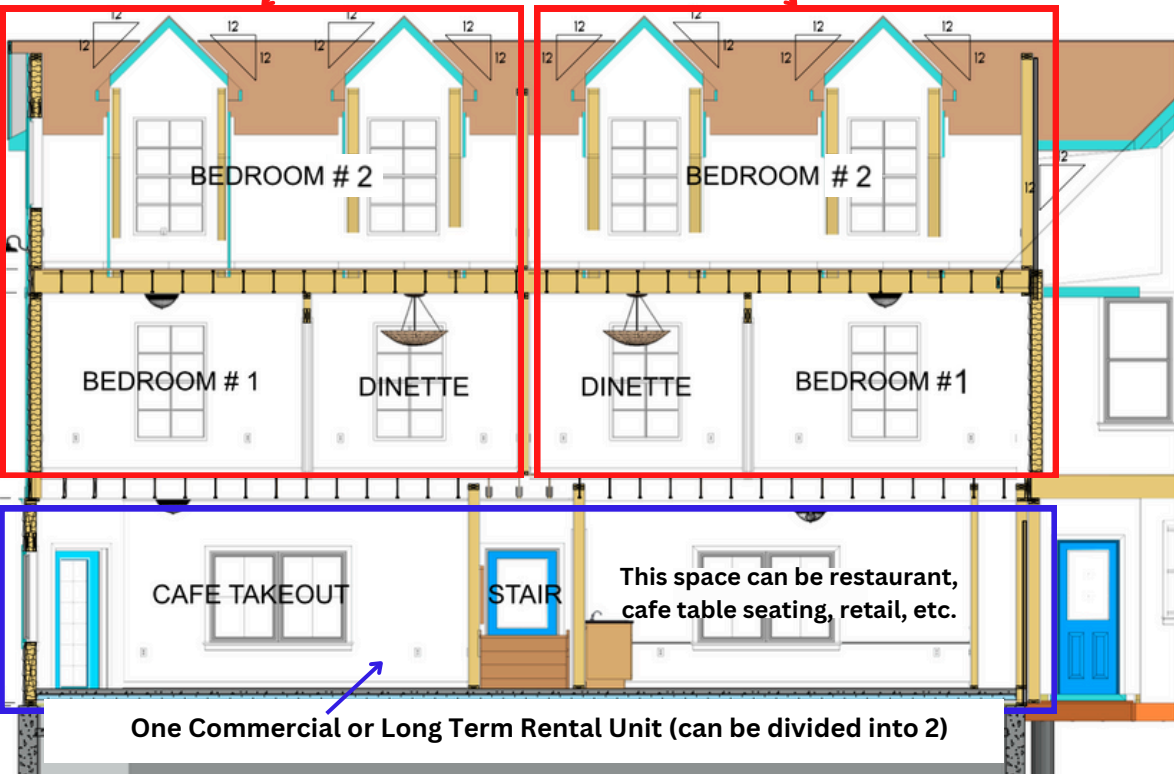 12 12 12 12 12 12 12 12
12 12 12 12 12 12 12 12
BEDROOM # 2 BEDROOM # 2
12
12
BEDROOM # 1 DINETTE DINETTE BEDROOM #1
CAFE TAKEOUT STAIR
This space can be restaurant,
cafe table seating, retail, etc.
One Commercial or Long Term Rental Unit (can be divided into 2)